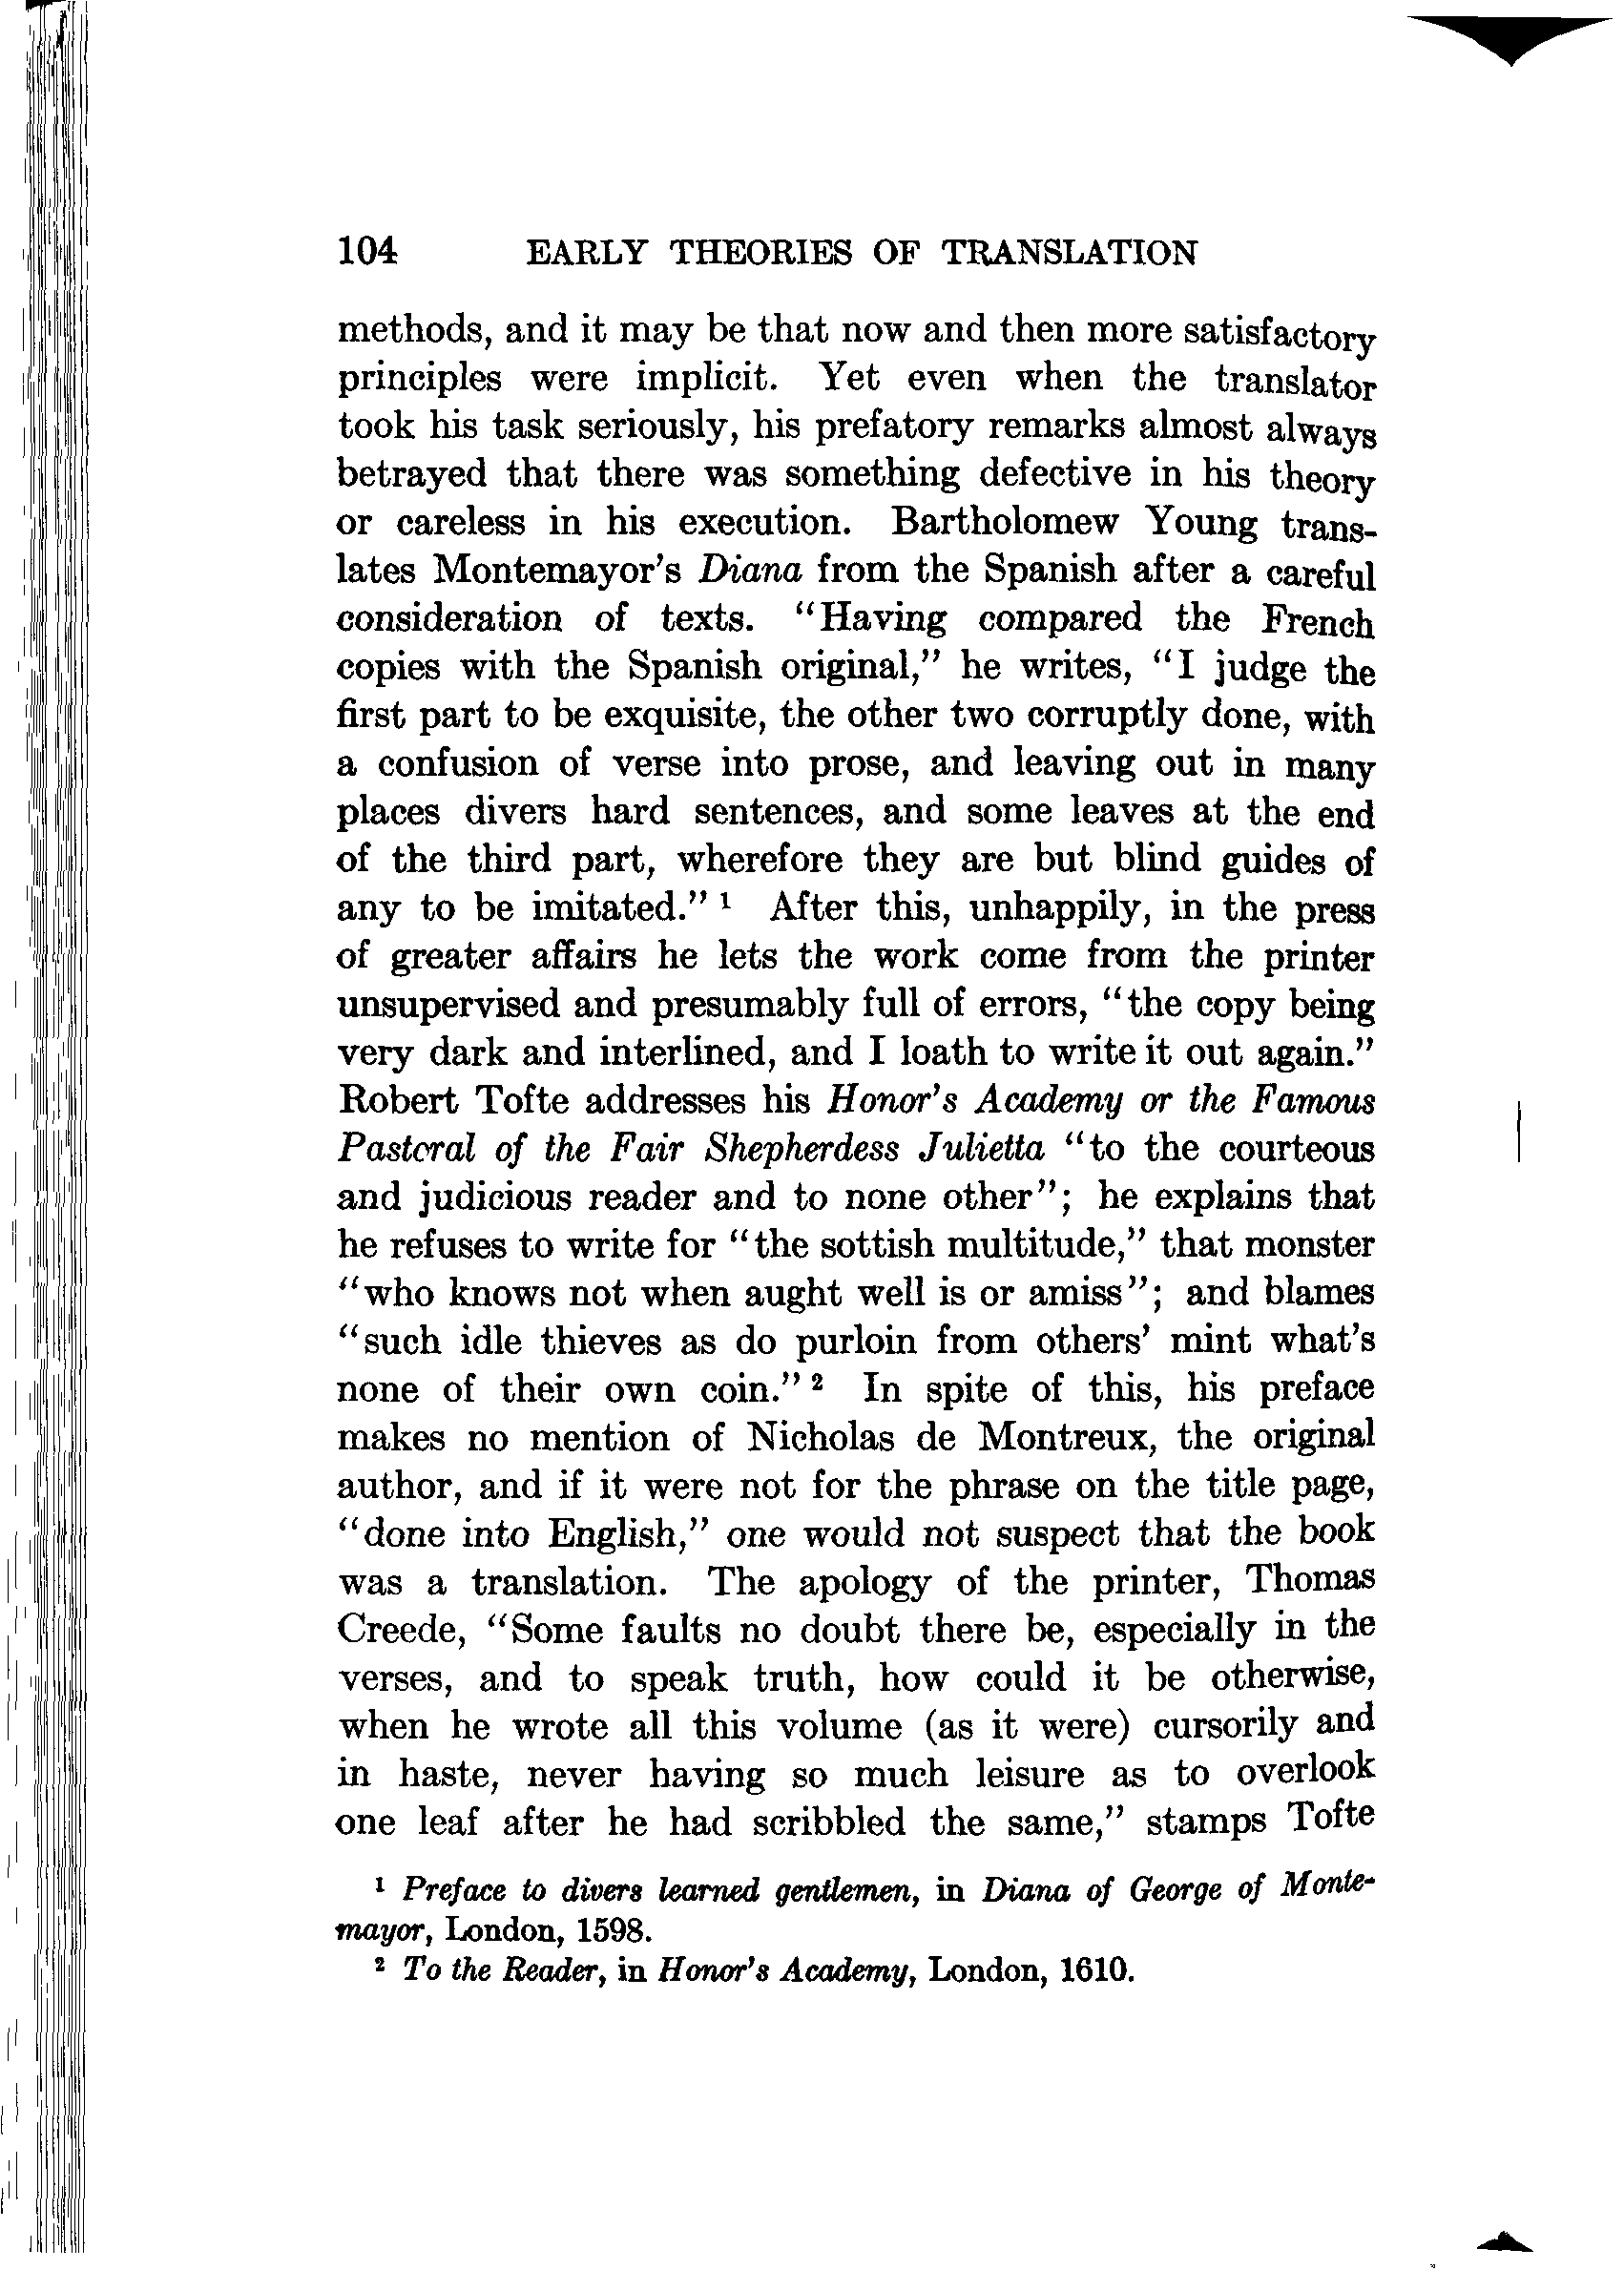 104 EARLY THEORIES OF TRANSLATION
methods, and it may be that now and then more satisfactory
principles were implicit. Yet even when the translator
took his task seriously, his prefatory remarks almost always
betrayed that there was something defective in his theory
or careless in his execution. Bartholomew Young trans-
lates Montemayor's Diana from the Spanish after a careful
consideration of texts. "Having compared the French
copies with the Spanish original," he writes, "I judge the
first part to be exquisite, the other two corruptly done, with
a confusion of verse into prose, and leaving out in many
places divers hard sentences, and some leaves at the end
of the third part, wherefore they are but blind guides of
any to be imitated." ¹ After this, unhappily, in the press
of greater affairs he lets the work come from the printer
unsupervised and presumably full of errors, "the copy being
very dark and interlined, and I loath to write it out again."
Robert Tofte addresses his Honor's Academy or the Famous
Pastoral of the Fair Shepherdess Julietta "to the courteous
and judicious reader and to none other"; he explains that
he refuses to write for "the sottish multitude," that monster
"who knows not when aught well is or amiss"; and blames
"such idle thieves as do purloin from others' mint what's
none of their own coin." ² In spite of this, his preface
makes no mention of Nicholas de Montreux, the original
author, and if it were not for the phrase on the title page,
"done into English," one would not suspect that the book
was a translation. The apology of the printer, Thomas
Creede, "Some faults no doubt there be, especially in the
verses, and to speak truth, how could it be otherwise,
when he wrote all this volume (as it were) cursorily and
in haste, never having so much leisure as to overlook
one leaf after he had scribbled the same," stamps Tofte
¹ Preface to divers learned gentlemen, in Diana of George of Monte-
mayor, London, 1598.
² To the Reader, in Honor's Academy, London, 1610.